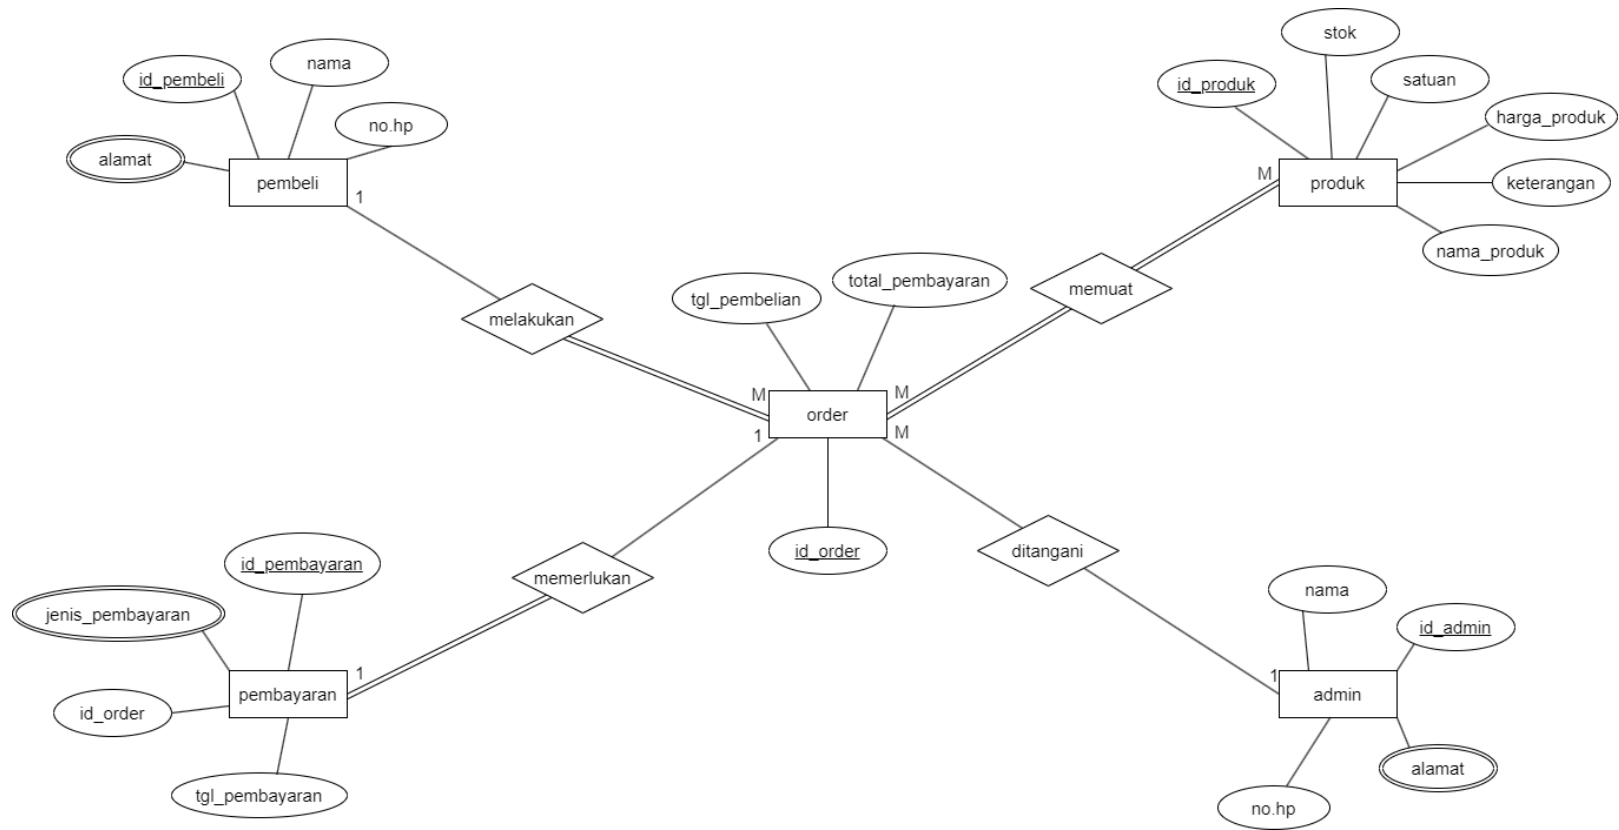 stok
nama
id_pembeli
id_produk
satuan
harga_produk
no.hp
alamat
pembeli
1
M
produk
keterangan
nama_produk
memuat
total_pembayaran
tgl_pembelian
melakukan
M
M
order
1
M
id_order
ditangani
id_pembayaran
memerlukan
nama
jenis_pembayaran
id_admin
1
1
pembayaran
admin
id_order
alamat
tgl_pembayaran
no.hp